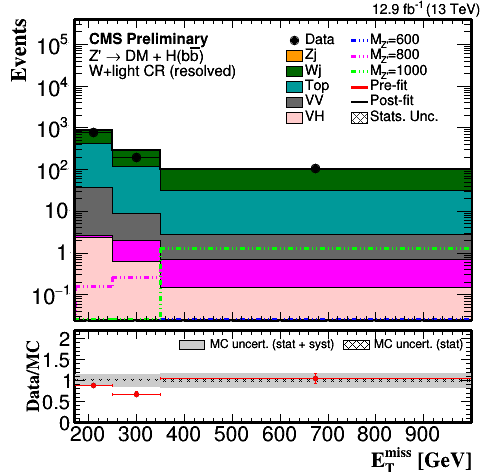 12.9 fb⁻¹ (13 TeV)
Events
CMS Preliminary
Z' → DM + H(bb̅)
W+light CR (resolved)
Data
Zj
Wj
Top
VV
VH
M_Z'=600
M_Z'=800
M_Z'=1000
Pre-fit
Post-fit
Stats. Unc.
10⁵
10⁴
10³
10²
10
1
10⁻¹
Data/MC
2
1.5
1
0.5
0
MC uncert. (stat + syst)
MC uncert. (stat)
200 300 400 500 600 700 800 900
E_T^miss [GeV]